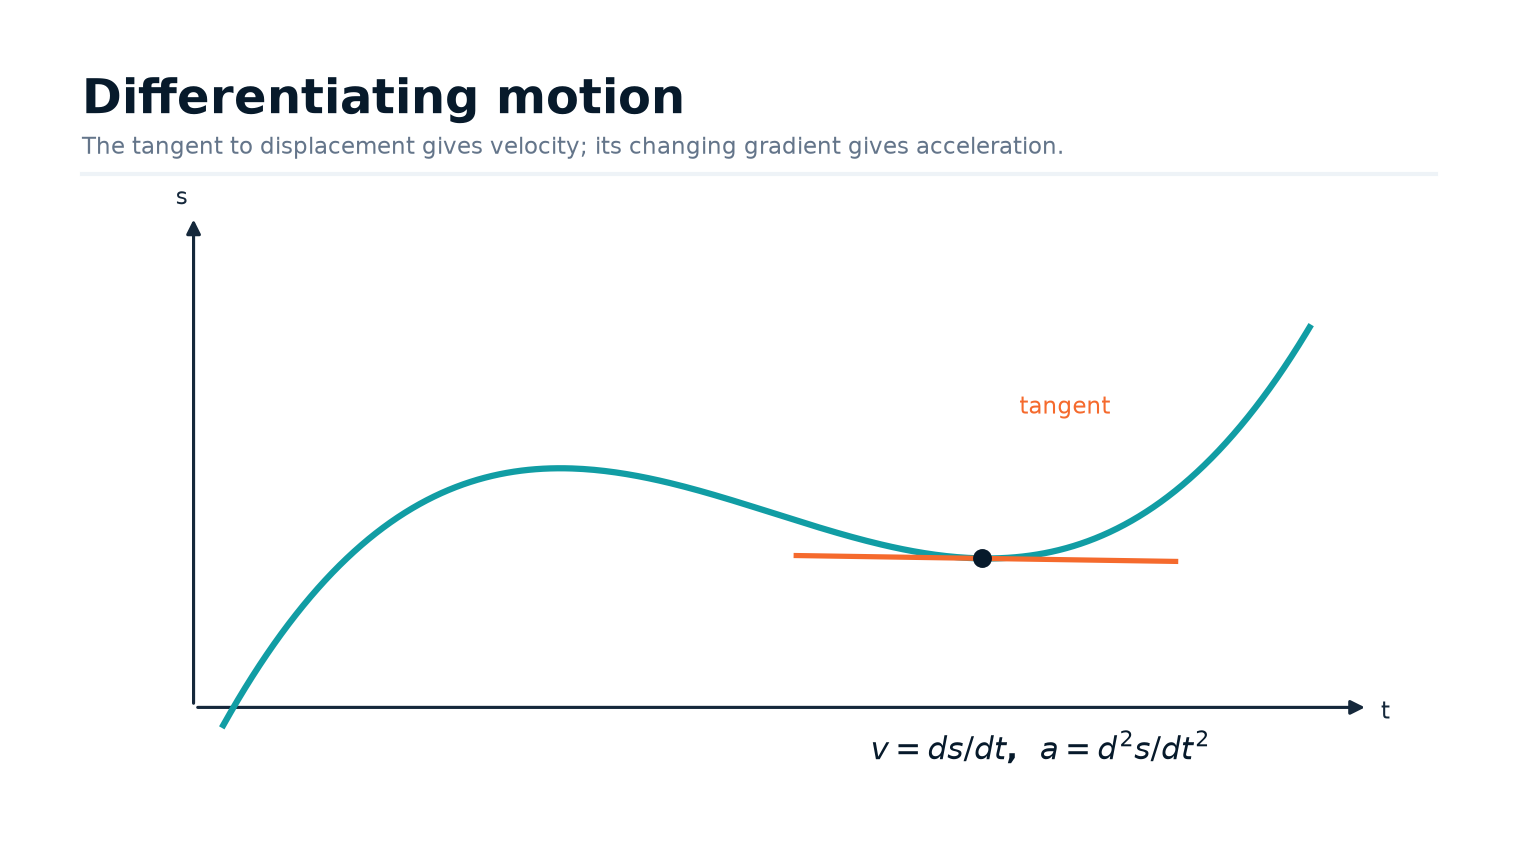 Differentiating motion
The tangent to displacement gives velocity; its changing gradient gives acceleration.
s
tangent
t
v = ds/dt, a = d²s/dt²